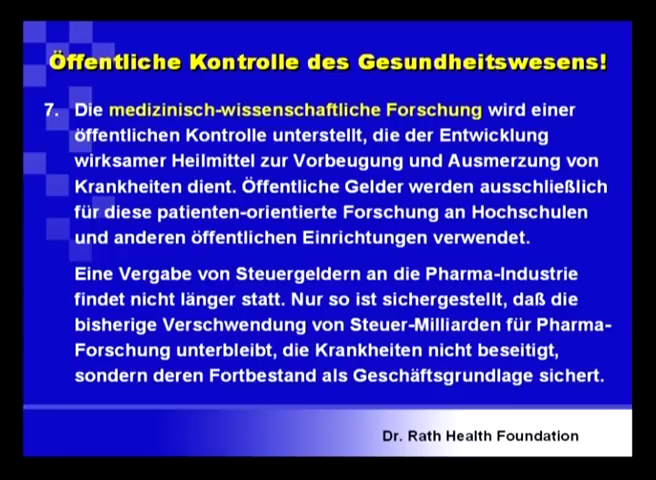 Öffentliche Kontrolle des Gesundheitswesens!
7. Die medizinisch-wissenschaftliche Forschung wird einer
öffentlichen Kontrolle unterstellt, die der Entwicklung
wirksamer Heilmittel zur Vorbeugung und Ausmerzung von
Krankheiten dient. Öffentliche Gelder werden ausschließlich
für diese patienten-orientierte Forschung an Hochschulen
und anderen öffentlichen Einrichtungen verwendet.
Eine Vergabe von Steuergeldern an die Pharma-Industrie
findet nicht länger statt. Nur so ist sichergestellt, daß die
bisherige Verschwendung von Steuer-Milliarden für Pharma-
Forschung unterbleibt, die Krankheiten nicht beseitigt,
sondern deren Fortbestand als Geschäftsgrundlage sichert.
Dr. Rath Health Foundation